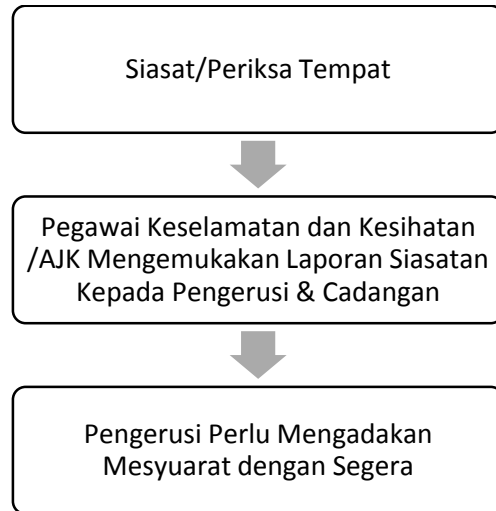 Siasat/Periksa Tempat
Pegawai Keselamatan dan Kesihatan
/AJK Mengemukakan Laporan Siasatan
Kepada Pengerusi & Cadangan
Pengerusi Perlu Mengadakan
Mesyuarat dengan Segera